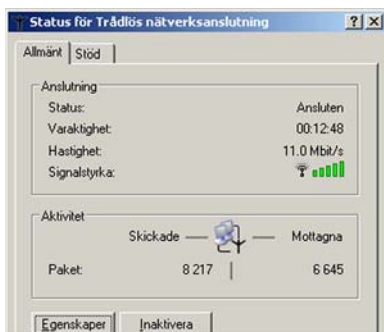 Status för Trådlös nätverksanslutning
Allmänt Stöd
Anslutning
Status: Ansluten
Varaktighet: 00:12:48
Hastighet: 11.0 Mbit/s
Signalstyrka:
Aktivitet
Skickade Mottagna
Paket: 8 217 6 645
Egenskaper Inaktivera